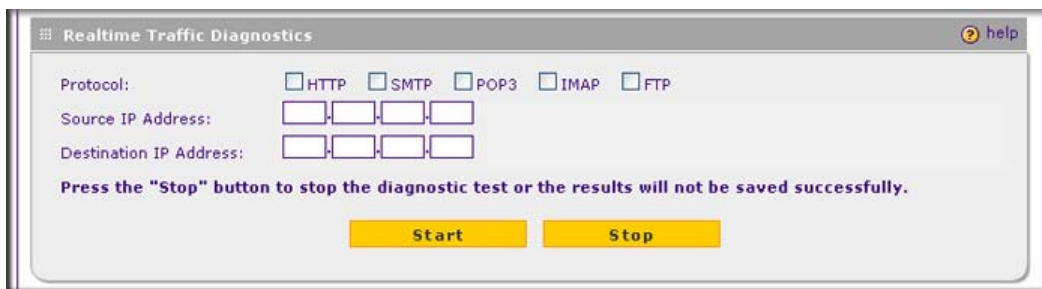 Realtime Traffic Diagnostics ? help
Protocol: HTTP SMTP POP3 IMAP FTP
Source IP Address: . . .
Destination IP Address: . . .
Press the "Stop" button to stop the diagnostic test or the results will not be saved successfully.
Start Stop